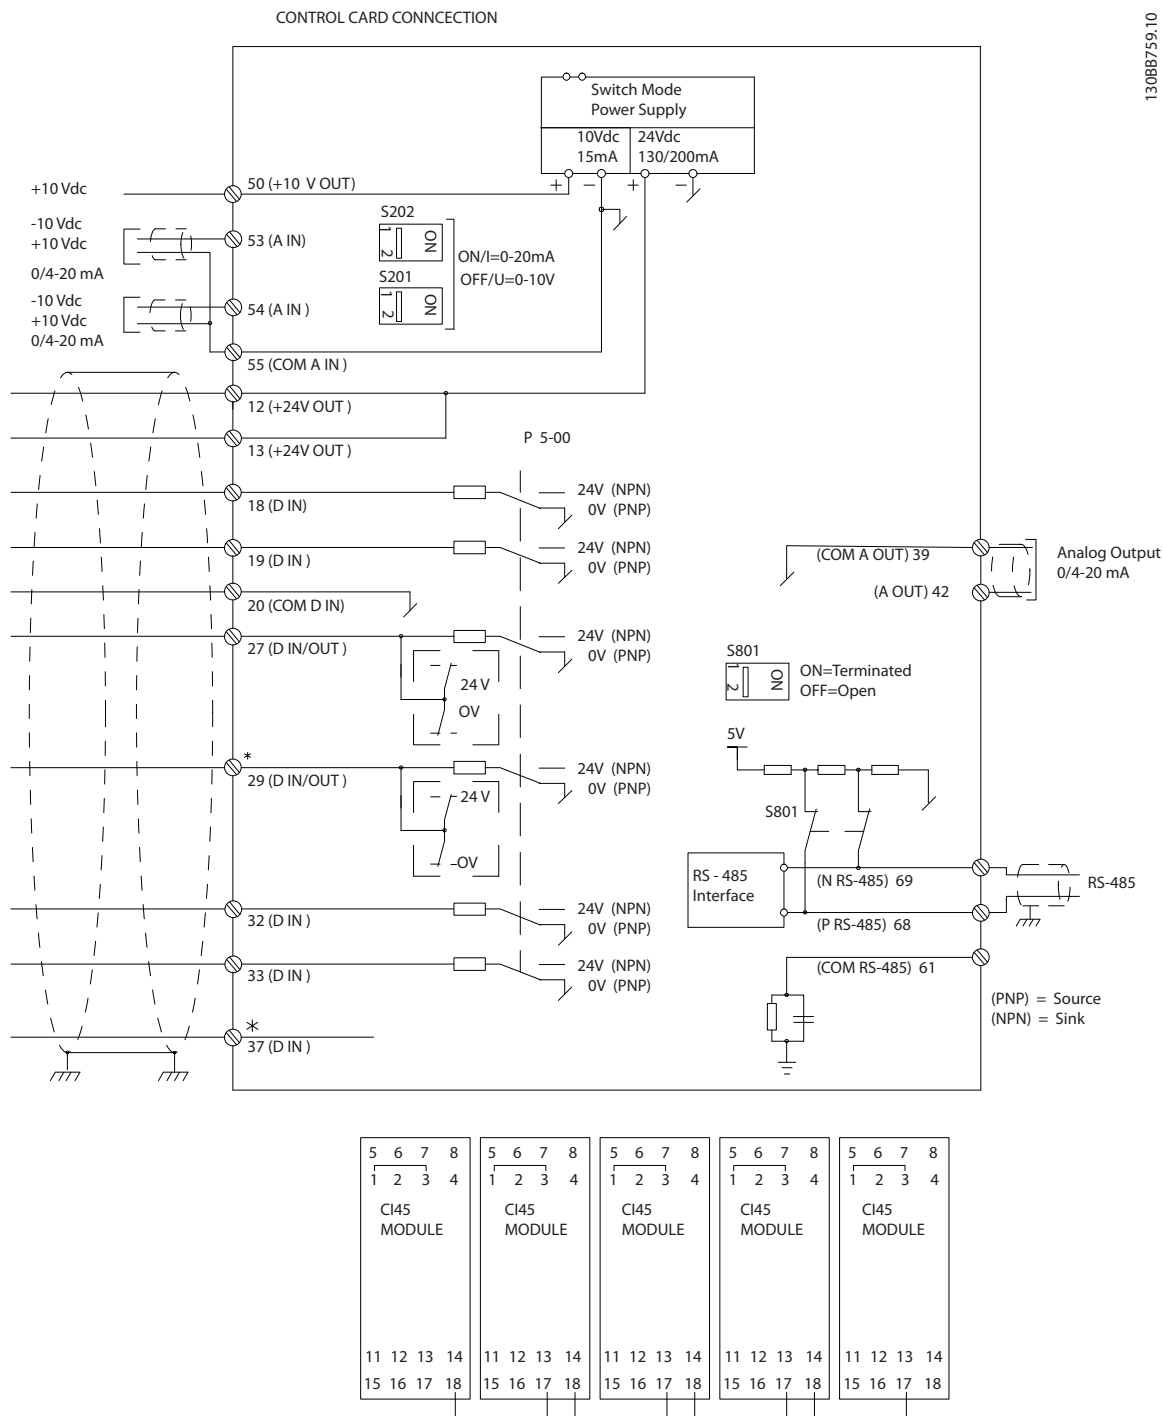 CONTROL CARD CONNCECTION
130BB759.10
Switch Mode
Power Supply
10Vdc
15mA
24Vdc
130/200mA
+ - + -
+10 Vdc
50 (+10 V OUT)
-10 Vdc
+10 Vdc
0/4-20 mA
53 (A IN)
S202
1 2 ON
ON/I=0-20mA
OFF/U=0-10V
S201
1 2 ON
-10 Vdc
+10 Vdc
0/4-20 mA
54 (A IN )
55 (COM A IN )
12 (+24V OUT )
13 (+24V OUT )
P 5-00
18 (D IN)
24V (NPN)
0V (PNP)
19 (D IN )
24V (NPN)
0V (PNP)
20 (COM D IN)
27 (D IN/OUT )
24V (NPN)
0V (PNP)
24 V
OV
*
29 (D IN/OUT )
24V (NPN)
0V (PNP)
24 V
OV
32 (D IN )
24V (NPN)
0V (PNP)
33 (D IN )
24V (NPN)
0V (PNP)
*
37 (D IN )
(COM A OUT) 39
(A OUT) 42
Analog Output
0/4-20 mA
S801
1 2 ON
ON=Terminated
OFF=Open
5V
S801
RS - 485
Interface
(N RS-485) 69
(P RS-485) 68
RS-485
(COM RS-485) 61
(PNP) = Source
(NPN) = Sink
5 6 7 8
1 2 3 4
CI45
MODULE
11 12 13 14
15 16 17 18
5 6 7 8
1 2 3 4
CI45
MODULE
11 12 13 14
15 16 17 18
5 6 7 8
1 2 3 4
CI45
MODULE
11 12 13 14
15 16 17 18
5 6 7 8
1 2 3 4
CI45
MODULE
11 12 13 14
15 16 17 18
5 6 7 8
1 2 3 4
CI45
MODULE
11 12 13 14
15 16 17 18